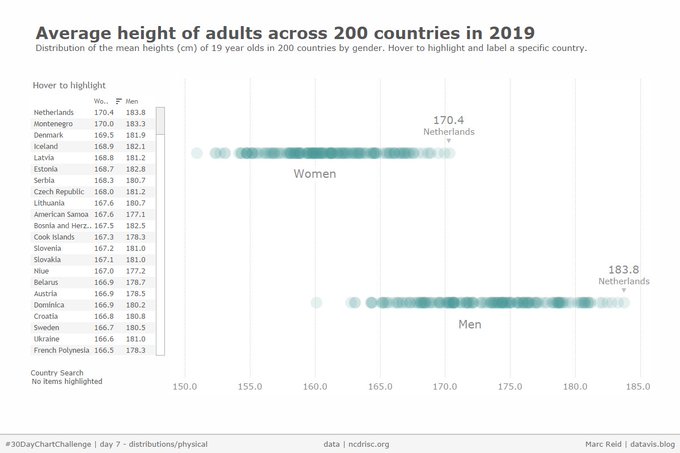 Average height of adults across 200 countries in 2019
Distribution of the mean heights (cm) of 19 year olds in 200 countries by gender. Hover to highlight and label a specific country.
Hover to highlight
Wo.. Men
Netherlands 170.4 183.8
Montenegro 170.0 183.3
Denmark 169.5 181.9
Iceland 168.9 182.1
Latvia 168.8 181.2
Estonia 168.7 182.8
Serbia 168.3 180.7
Czech Republic 168.0 181.2
Lithuania 167.6 180.7
American Samoa 167.6 177.1
Bosnia and Herz.. 167.5 182.5
Cook Islands 167.3 178.3
Slovenia 167.2 181.0
Slovakia 167.1 181.0
Niue 167.0 177.2
Belarus 166.9 178.7
Austria 166.9 178.5
Dominica 166.9 180.2
Croatia 166.8 180.8
Sweden 166.7 180.5
Ukraine 166.6 181.0
French Polynesia 166.5 178.3
Country Search
No items highlighted
170.4
Netherlands
Women
183.8
Netherlands
Men
150.0 155.0 160.0 165.0 170.0 175.0 180.0 185.0
#30DayChartChallenge | day 7 - distributions/physical
data | ncdrisc.org
Marc Reid | datavis.blog